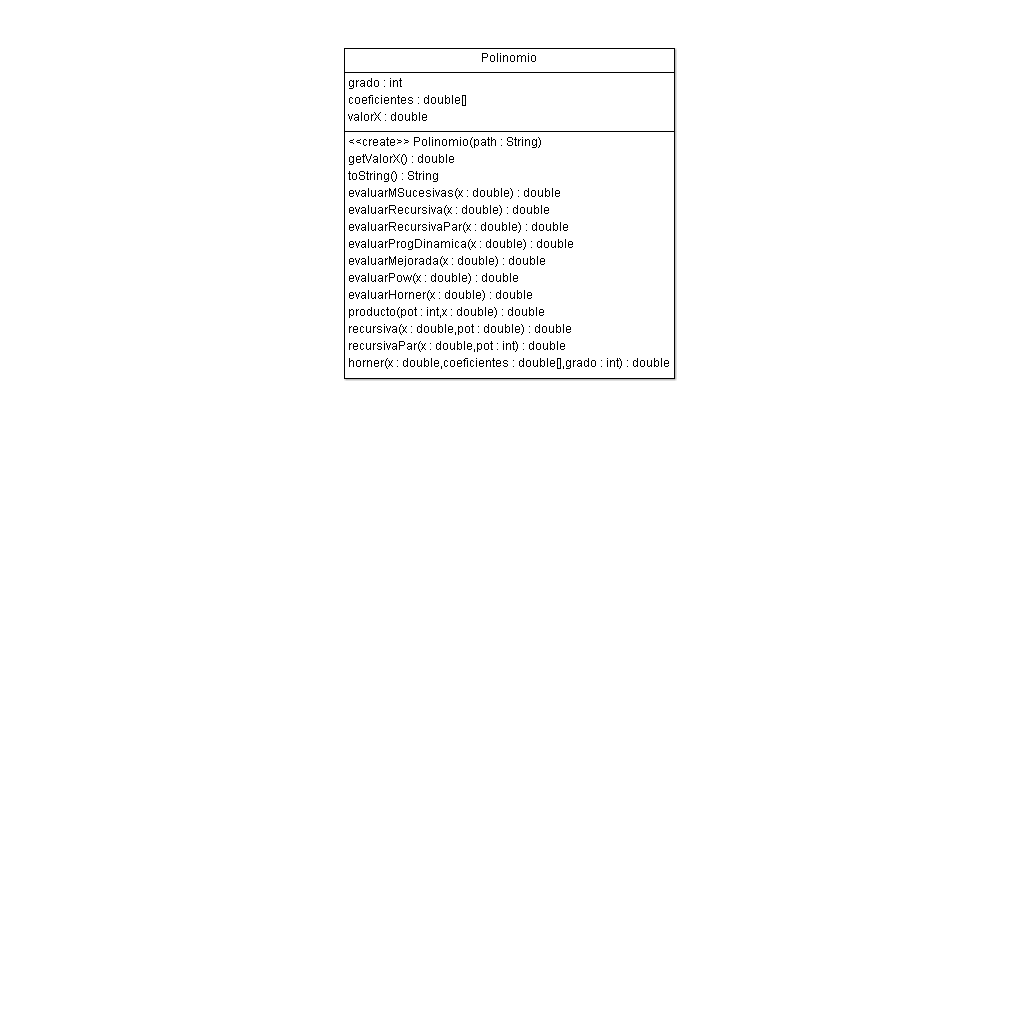 Polinomio
grado : int
coeficientes : double[]
valorX : double
<<create>> Polinomio(path : String)
getValorX() : double
toString() : String
evaluarMSucesivas(x : double) : double
evaluarRecursiva(x : double) : double
evaluarRecursivaPar(x : double) : double
evaluarProgDinamica(x : double) : double
evaluarMejorada(x : double) : double
evaluarPow(x : double) : double
evaluarHorner(x : double) : double
producto(pot : int,x : double) : double
recursiva(x : double,pot : double) : double
recursivaPar(x : double,pot : int) : double
horner(x : double,coeficientes : double[],grado : int) : double